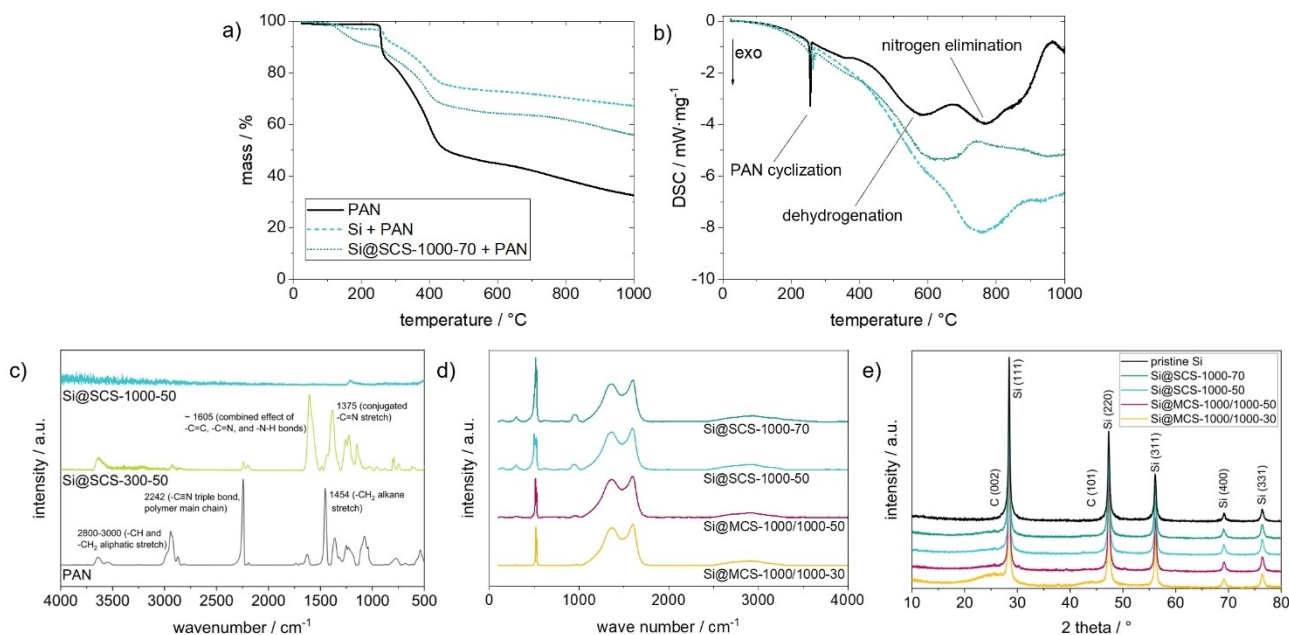 a)
100
80
60
40
20
0
mass / %
PAN
Si + PAN
Si@SCS-1000-70 + PAN
0 200 400 600 800 1000
temperature / °C
b)
0
-2
-4
-6
-8
-10
DSC / mW·mg⁻¹
exo
nitrogen elimination
PAN cyclization
dehydrogenation
0 200 400 600 800 1000
temperature / °C
c)
intensity / a.u.
Si@SCS-1000-50
~ 1605 (combined effect of
-C=C, -C=N, and -N-H bonds)
1375 (conjugated
-C=N stretch)
Si@SCS-300-50
2242 (-C≡N triple bond,
polymer main chain)
1454 (-CH₂ alkane
stretch)
2800-3000 (-CH and
-CH₂ aliphatic stretch)
PAN
4000 3500 3000 2500 2000 1500 1000 500
wavenumber / cm⁻¹
d)
intensity / a.u.
Si@SCS-1000-70
Si@SCS-1000-50
Si@MCS-1000/1000-50
Si@MCS-1000/1000-30
0 1000 2000 3000 4000
wave number / cm⁻¹
e)
intensity / a.u.
pristine Si
Si@SCS-1000-70
Si@SCS-1000-50
Si@MCS-1000/1000-50
Si@MCS-1000/1000-30
C (002)
Si (111)
C (101)
Si (220)
Si (311)
Si (400)
Si (331)
10 20 30 40 50 60 70 80
2 theta / °